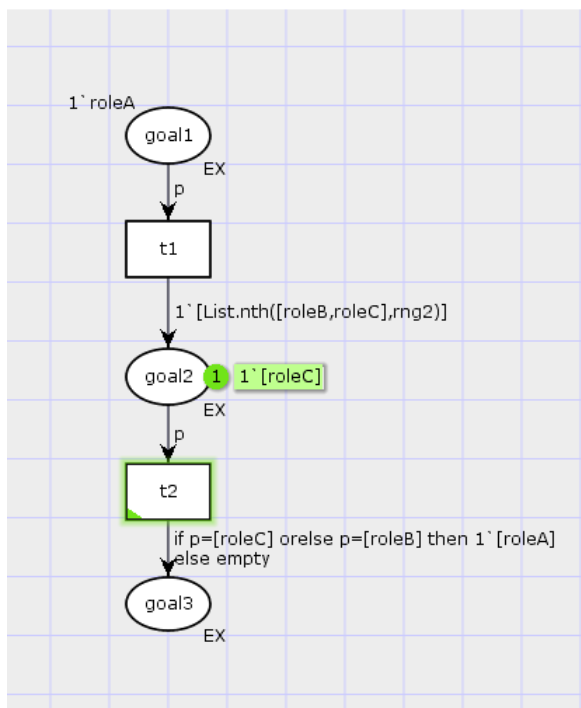 1`roleA
goal1
EX
p
t1
1`[List.nth([roleB,roleC],rng2)]
goal2
1
1`[roleC]
EX
p
t2
if p=[roleC] orelse p=[roleB] then 1`[roleA]
else empty
goal3
EX